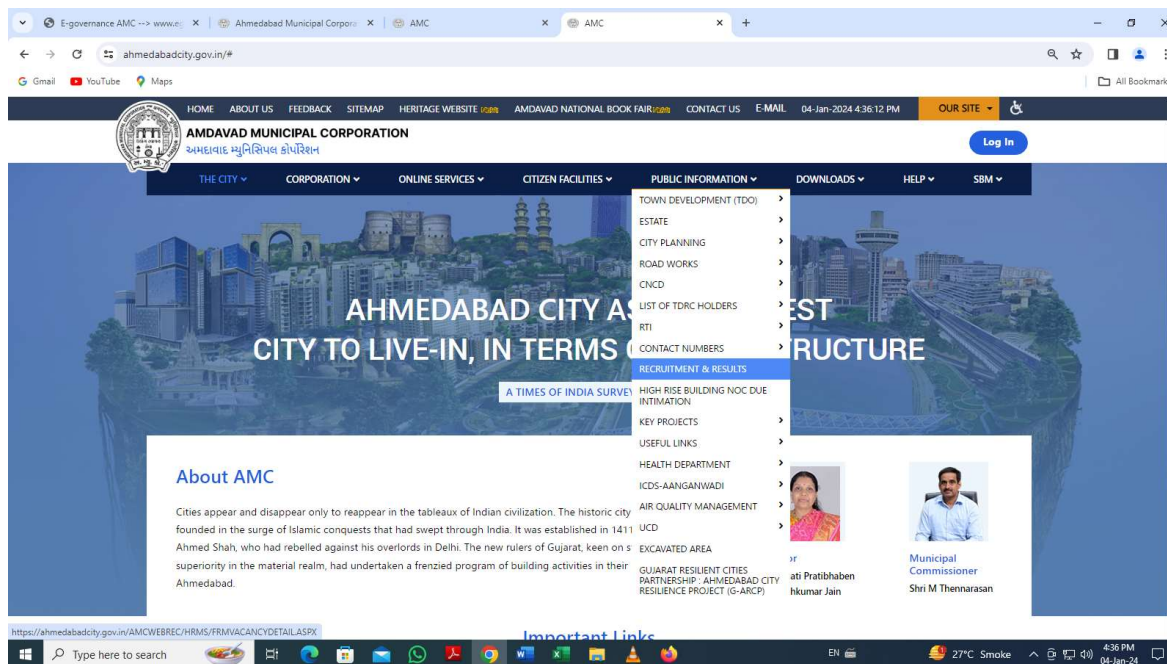 E-governance AMC --> www.e
Ahmedabad Municipal Corpora
AMC
AMC
ahmedabadcity.gov.in/#
Gmail YouTube Maps All Bookmark
HOME ABOUT US FEEDBACK SITEMAP HERITAGE WEBSITE AMDAVAD NATIONAL BOOK FAIR CONTACT US E-MAIL 04-Jan-2024 4:36:12 PM OUR SITE
AMDAVAD MUNICIPAL CORPORATION
અમદાવાદ મ્યુનિસિપલ કોર્પોરેશન
Log In
THE CITY CORPORATION ONLINE SERVICES CITIZEN FACILITIES PUBLIC INFORMATION DOWNLOADS HELP SBM
TOWN DEVELOPMENT (TDO)
ESTATE
CITY PLANNING
ROAD WORKS
CNCD
LIST OF TDRC HOLDERS
RTI
CONTACT NUMBERS
RECRUITMENT & RESULTS
HIGH RISE BUILDING NOC DUE
INTIMATION
KEY PROJECTS
USEFUL LINKS
HEALTH DEPARTMENT
ICDS-AANGANWADI
AIR QUALITY MANAGEMENT
UCD
EXCAVATED AREA
GUJARAT RESILIENT CITIES
PARTNERSHIP : AHMEDABAD CITY
RESILIENCE PROJECT (G-ARCP)
AHMEDABAD CITY AS EST
CITY TO LIVE-IN, IN TERMS RUCTURE
A TIMES OF INDIA SURVEY
About AMC
Cities appear and disappear only to reappear in the tableaux of Indian civilization. The historic city
founded in the surge of Islamic conquests that had swept through India. It was established in 1411
Ahmed Shah, who had rebelled against his overlords in Delhi. The new rulers of Gujarat, keen on s
superiority in the material realm, had undertaken a frenzied program of building activities in their
Ahmedabad.
or
ati Pratibhaben
hkumar Jain
Municipal
Commissioner
Shri M Thennarasan
Important Links
https://ahmedabadcity.gov.in/AMCWEBREC/HRMS/FRMVACANCYDETAIL.ASPX
Type here to search
EN
27°C Smoke
4:36 PM
04-Jan-24